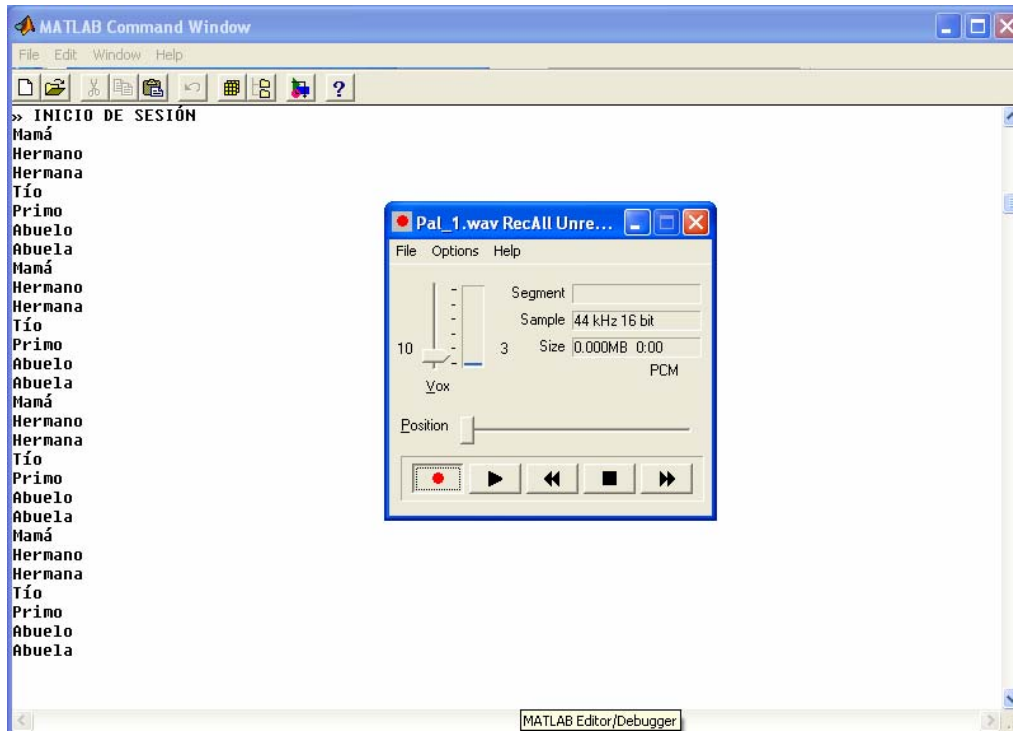 MATLAB Command Window
File Edit Window Help
?
» INICIO DE SESIÓN
Mamá
Hermano
Hermana
Tío
Primo
Abuelo
Abuela
Mamá
Hermano
Hermana
Tío
Primo
Abuelo
Abuela
Mamá
Hermano
Hermana
Tío
Primo
Abuelo
Abuela
Mamá
Hermano
Hermana
Tío
Primo
Abuelo
Abuela
Pal_1.wav RecAll Unre...
File Options Help
Segment
Sample 44 kHz 16 bit
10 3 Size 0.000MB 0:00
PCM
Vox
Position
MATLAB Editor/Debugger